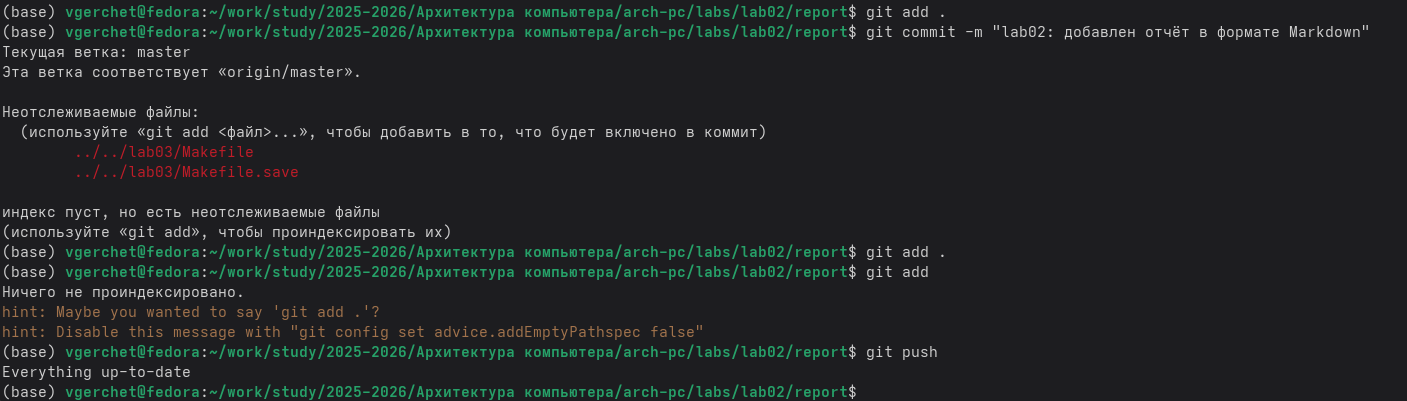 (base) vgerchet@fedora:~/work/study/2025-2026/Архитектура компьютера/arch-pc/labs/lab02/report$ git add .
(base) vgerchet@fedora:~/work/study/2025-2026/Архитектура компьютера/arch-pc/labs/lab02/report$ git commit -m "lab02: добавлен отчёт в формате Markdown"
Текущая ветка: master
Эта ветка соответствует «origin/master».
Неотслеживаемые файлы:
(используйте «git add <файл>...», чтобы добавить в то, что будет включено в коммит)
../../lab03/Makefile
../../lab03/Makefile.save
индекс пуст, но есть неотслеживаемые файлы
(используйте «git add», чтобы проиндексировать их)
(base) vgerchet@fedora:~/work/study/2025-2026/Архитектура компьютера/arch-pc/labs/lab02/report$ git add .
(base) vgerchet@fedora:~/work/study/2025-2026/Архитектура компьютера/arch-pc/labs/lab02/report$ git add
Ничего не проиндексировано.
hint: Maybe you wanted to say 'git add .'?
hint: Disable this message with "git config set advice.addEmptyPathspec false"
(base) vgerchet@fedora:~/work/study/2025-2026/Архитектура компьютера/arch-pc/labs/lab02/report$ git push
Everything up-to-date
(base) vgerchet@fedora:~/work/study/2025-2026/Архитектура компьютера/arch-pc/labs/lab02/report$